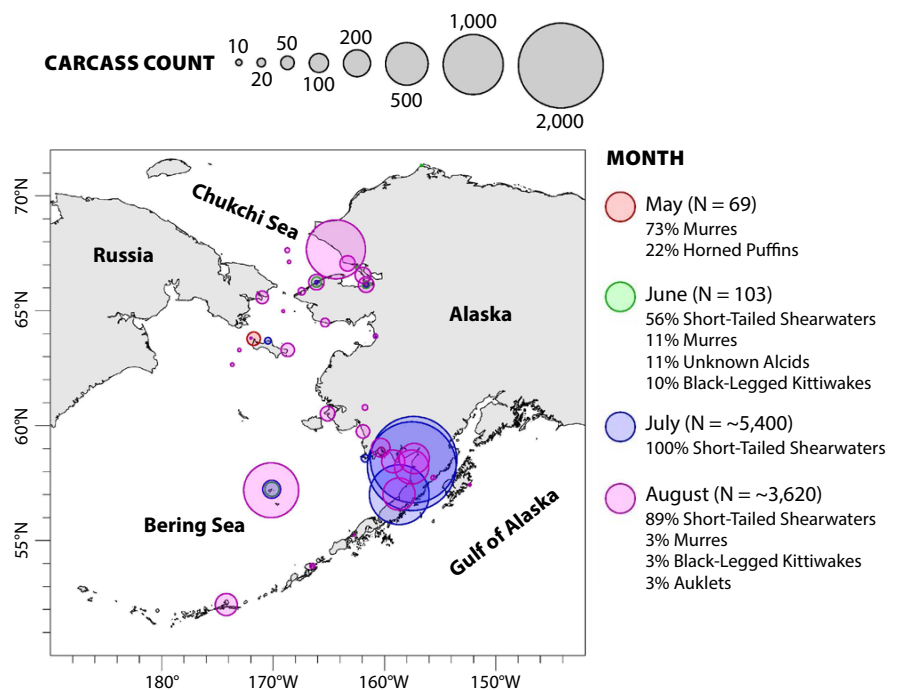 1,000
200
50
10
CARCASS COUNT
20
100
500
2,000
MONTH
70°N
Chukchi Sea
May (N = 69)
73% Murres
22% Horned Puffins
Russia
65°N
Alaska
June (N = 103)
56% Short-Tailed Shearwaters
11% Murres
11% Unknown Alcids
10% Black-Legged Kittiwakes
60°N
July (N = ~5,400)
100% Short-Tailed Shearwaters
August (N = ~3,620)
89% Short-Tailed Shearwaters
3% Murres
3% Black-Legged Kittiwakes
3% Auklets
Bering Sea
Gulf of Alaska
55°N
180°
170°W
160°W
150°W